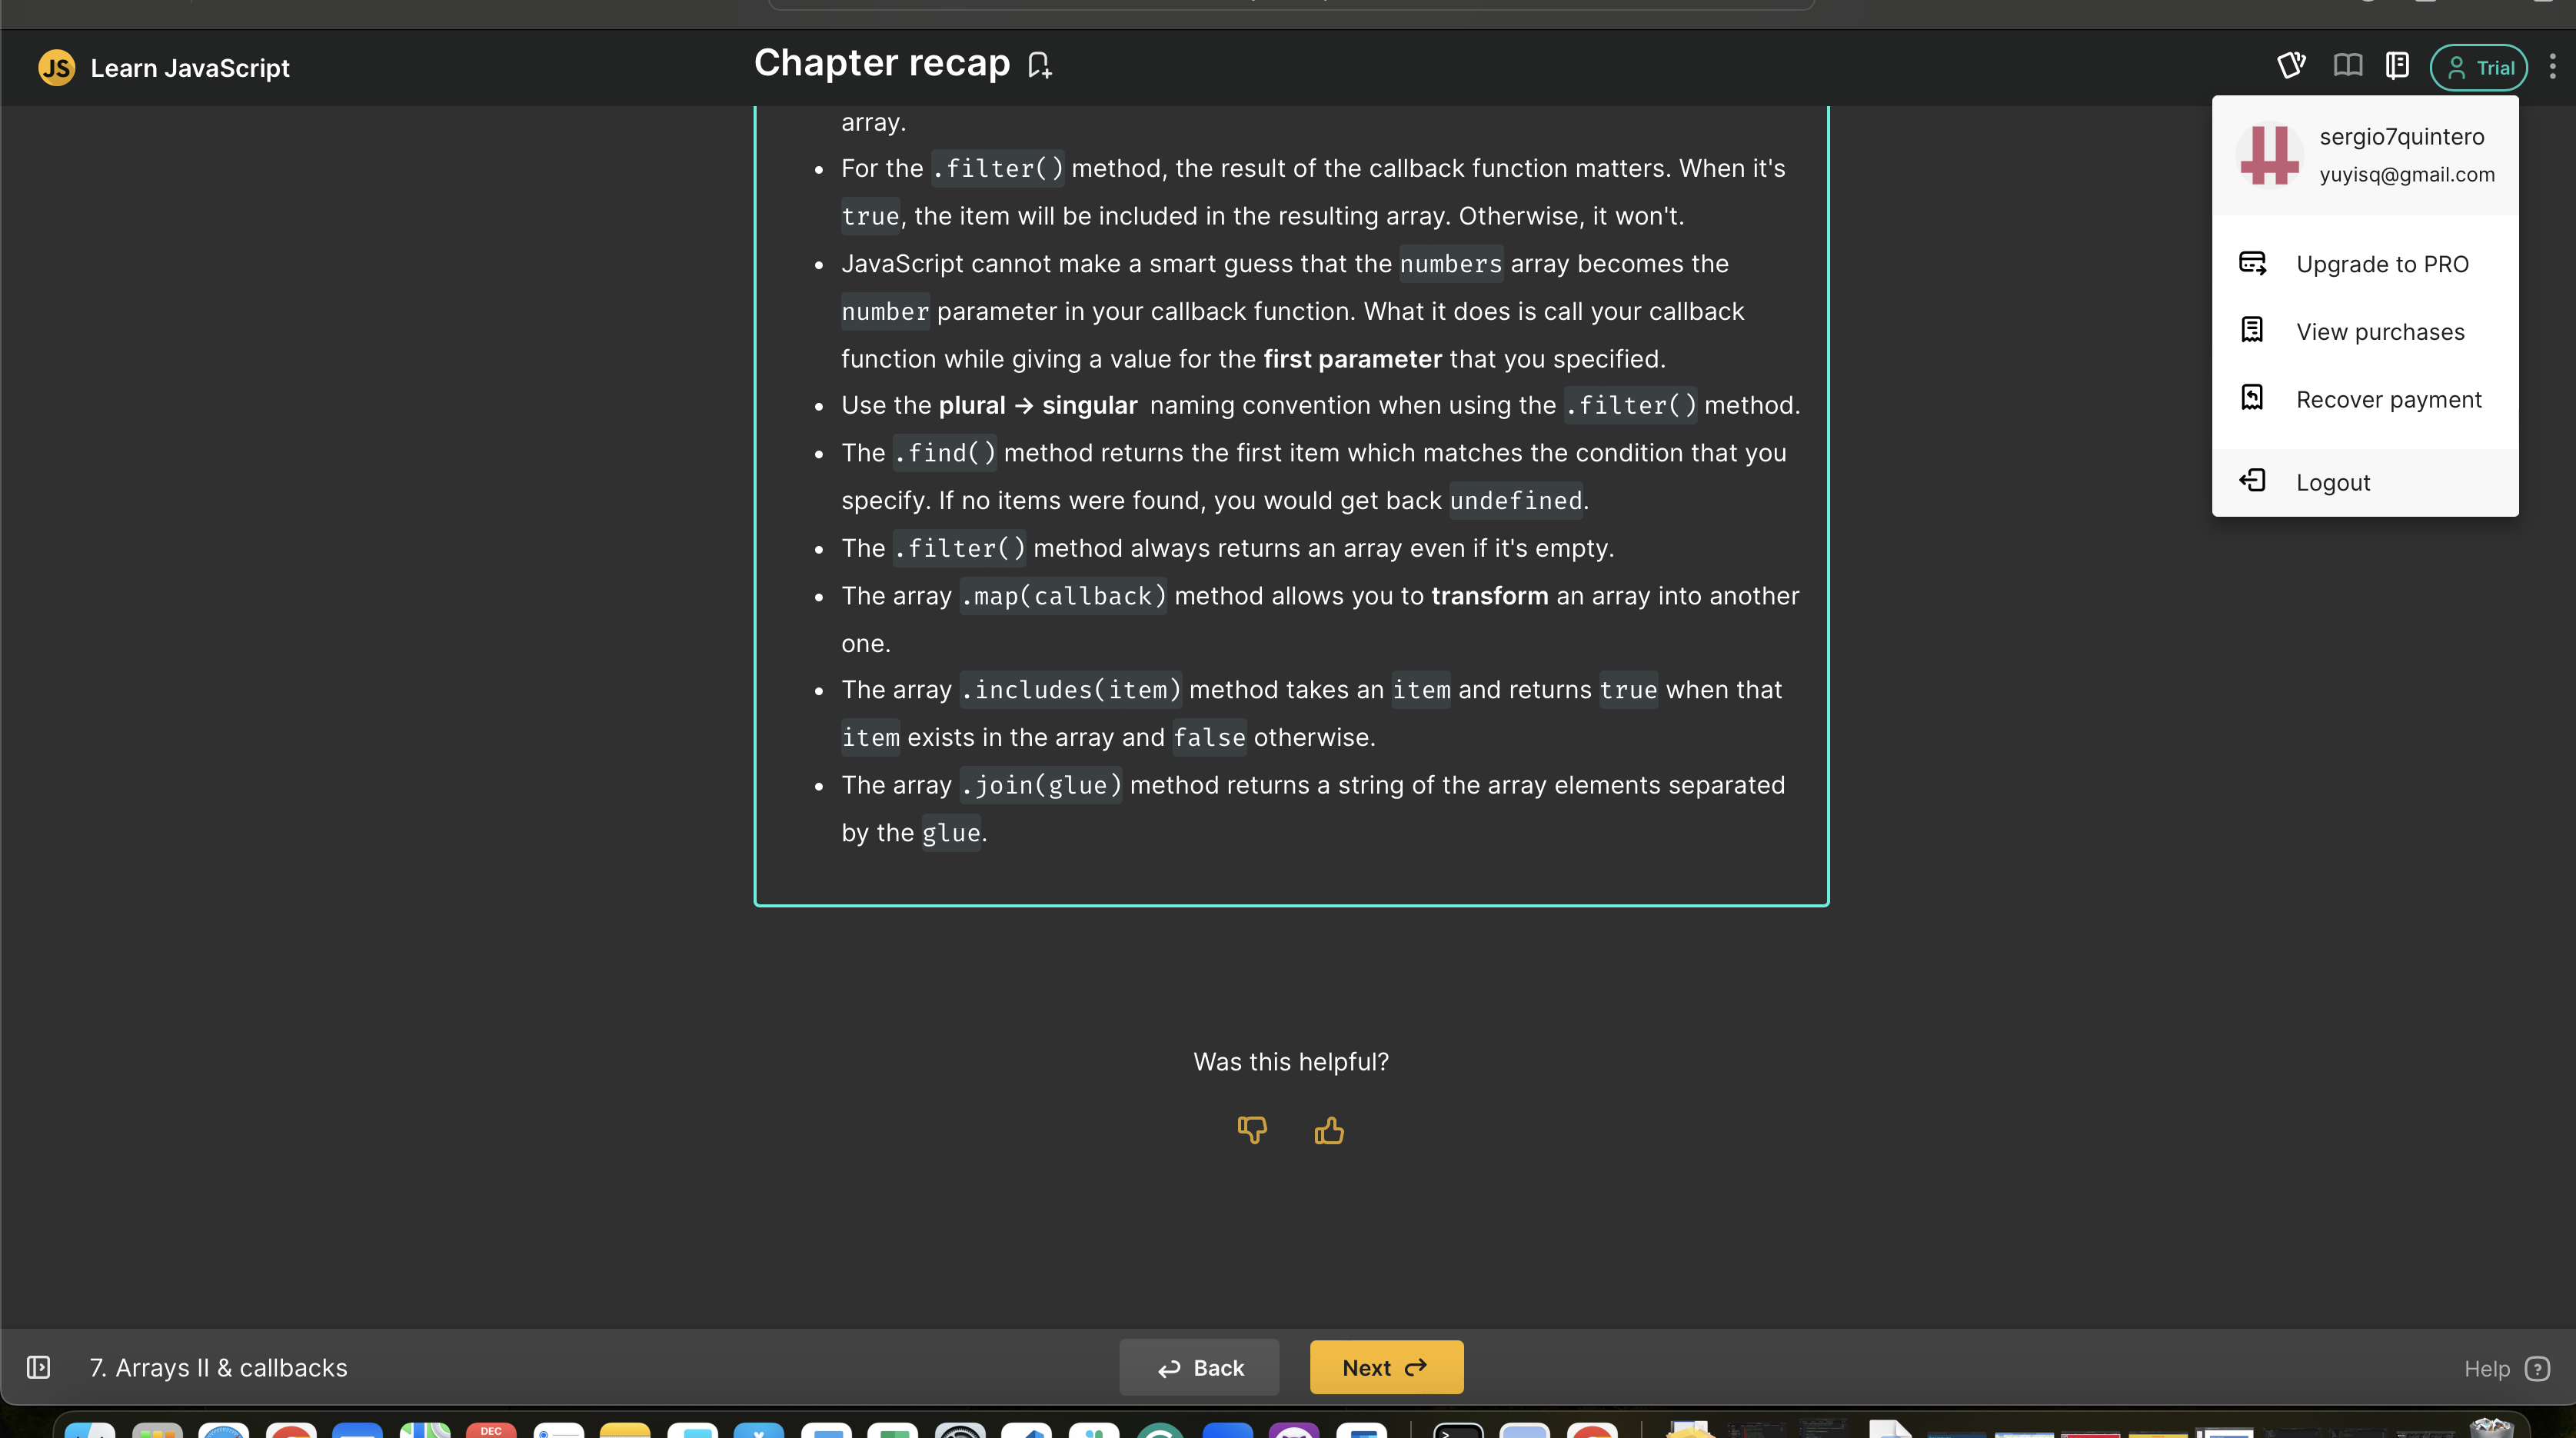 JS Learn JavaScript
Chapter recap
Trial
array.
• For the .filter() method, the result of the callback function matters. When it's
true, the item will be included in the resulting array. Otherwise, it won't.
• JavaScript cannot make a smart guess that the numbers array becomes the
number parameter in your callback function. What it does is call your callback
function while giving a value for the first parameter that you specified.
• Use the plural → singular naming convention when using the .filter() method.
• The .find() method returns the first item which matches the condition that you
specify. If no items were found, you would get back undefined.
• The .filter() method always returns an array even if it's empty.
• The array .map(callback) method allows you to transform an array into another
one.
• The array .includes(item) method takes an item and returns true when that
item exists in the array and false otherwise.
• The array .join(glue) method returns a string of the array elements separated
by the glue.
sergio7quintero
yuyisq@gmail.com
Upgrade to PRO
View purchases
Recover payment
Logout
Was this helpful?
7. Arrays II & callbacks
Back
Next
Help
DEC